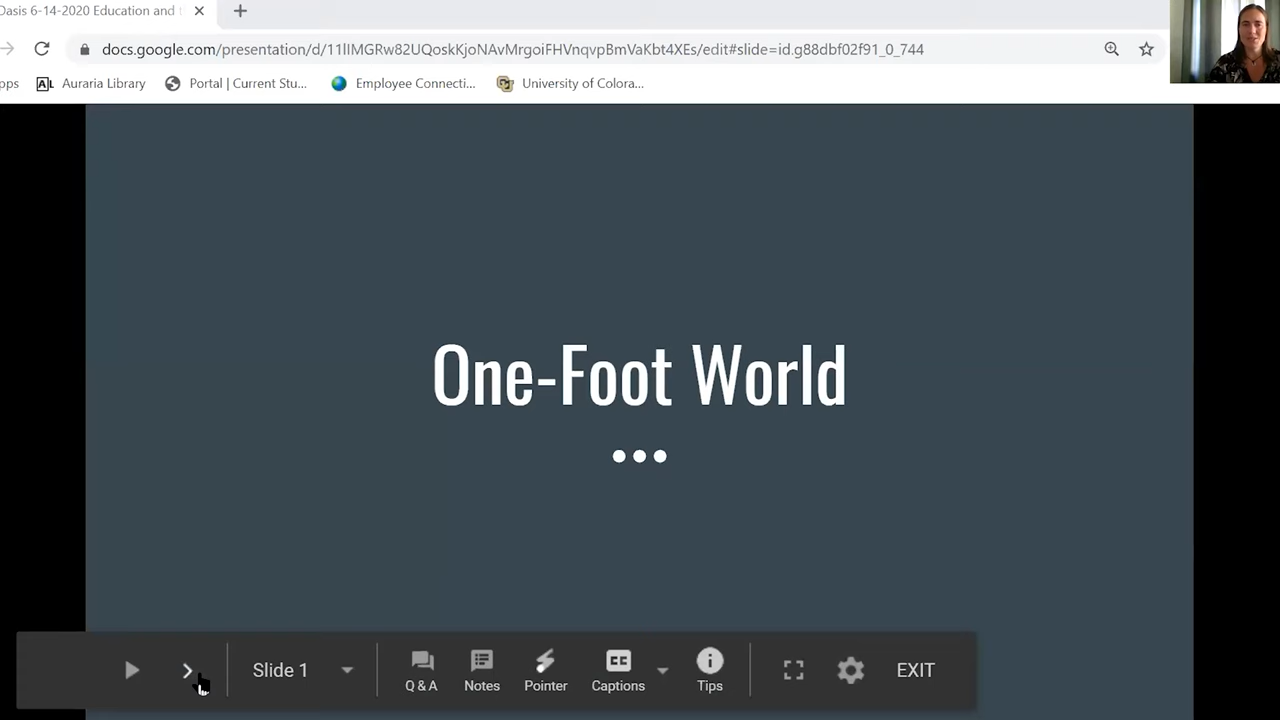 Oasis 6-14-2020 Education and
docs.google.com/presentation/d/11lIMGRw82UQoskKjoNAvMrgoiFHVnqvpBmVaKbt4XEs/edit#slide=id.g88dbf02f91_0_744
pps
Auraria Library
Portal | Current Stu...
Employee Connecti...
University of Colora...
One-Foot World
Slide 1
Q & A
Notes
Pointer
Captions
Tips
EXIT